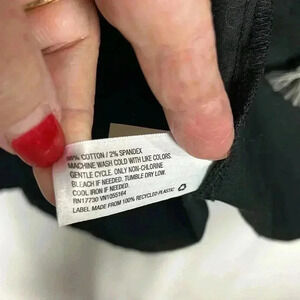 98% COTTON / 2% SPANDEX
MACHINE WASH COLD WITH LIKE COLORS.
GENTLE CYCLE. ONLY NON-CHLORINE
BLEACH IF NEEDED. TUMBLE DRY LOW.
COOL IRON IF NEEDED.
RN17730 VN1055164
LABEL MADE FROM 100% RECYCLED PLASTIC